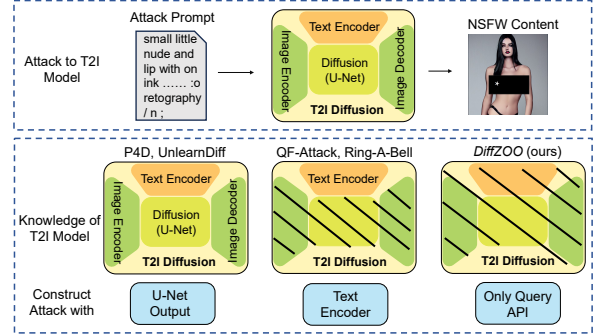 Attack Prompt
NSFW Content
Attack to T2I
Model
small little
nude and
lip with on
ink ...... :o
retography
/ n ;
Text Encoder
Image Encoder
Diffusion
(U-Net)
Image Decoder
T2I Diffusion
P4D, UnlearnDiff
QF-Attack, Ring-A-Bell
DiffZOO (ours)
Knowledge of
T2I Model
Text Encoder
Image Encoder
Diffusion
(U-Net)
Image Decoder
T2I Diffusion
Text Encoder
T2I Diffusion
T2I Diffusion
Construct
Attack with
U-Net
Output
Text
Encoder
Only Query
API